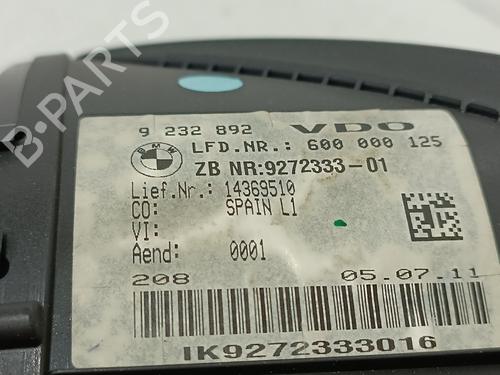 9 232 892 VDO
BMW
LFD.NR.: 600 000 125
ZB NR:9272333-01
Lief.Nr.: 14369510
CO: SPAIN L1
VI:
Aend: 0001
208 05.07.11
IK9272333016
B-PARTS